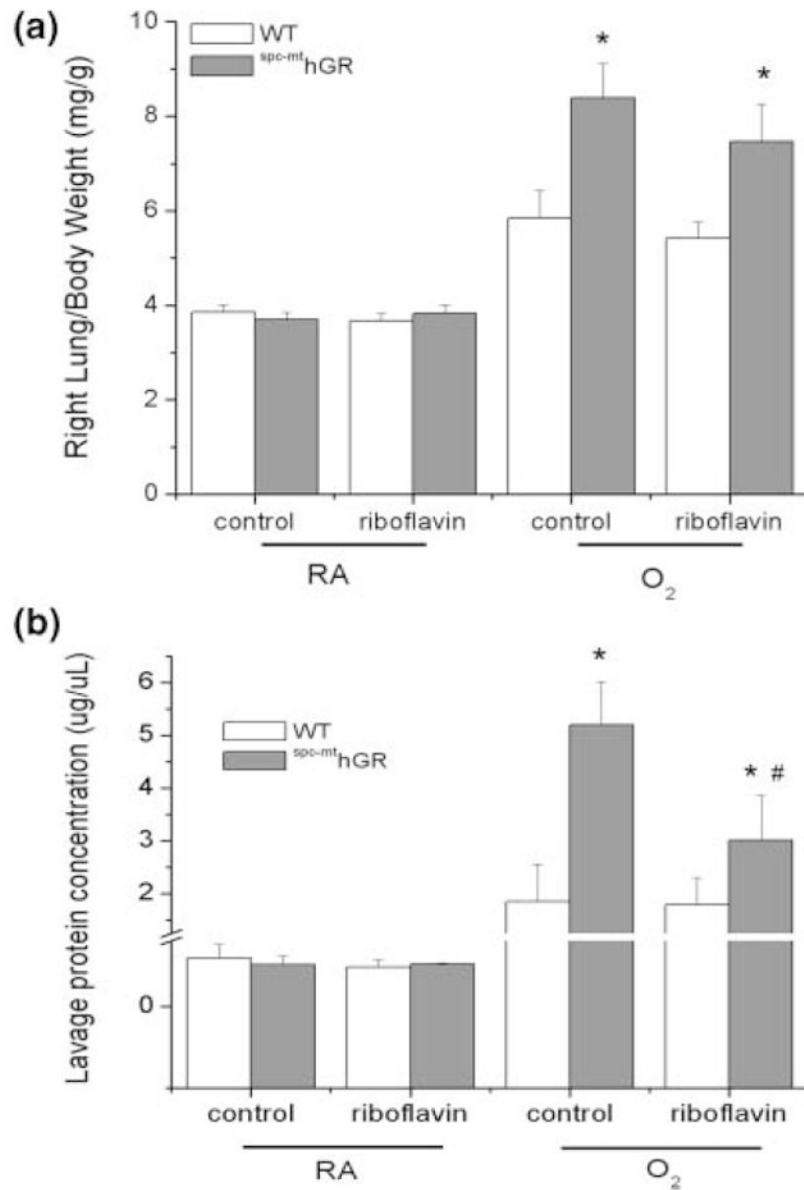 (a)
WT
spc-mthGR
Right Lung/Body Weight (mg/g)
10
8
6
4
2
0
*
*
control riboflavin control riboflavin
RA O2
(b)
WT
spc-mthGR
Lavage protein concentration (ug/uL)
6
5
4
3
2
0
*
* #
control riboflavin control riboflavin
RA O2